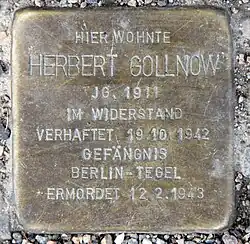 HIER WOHNTE
HERBERT GOLLNOW
JG. 1911
IM WIDERSTAND
VERHAFTET 19.10.1942
GEFÄNGNIS
BERLIN-TEGEL
ERMORDET 12.2.1943